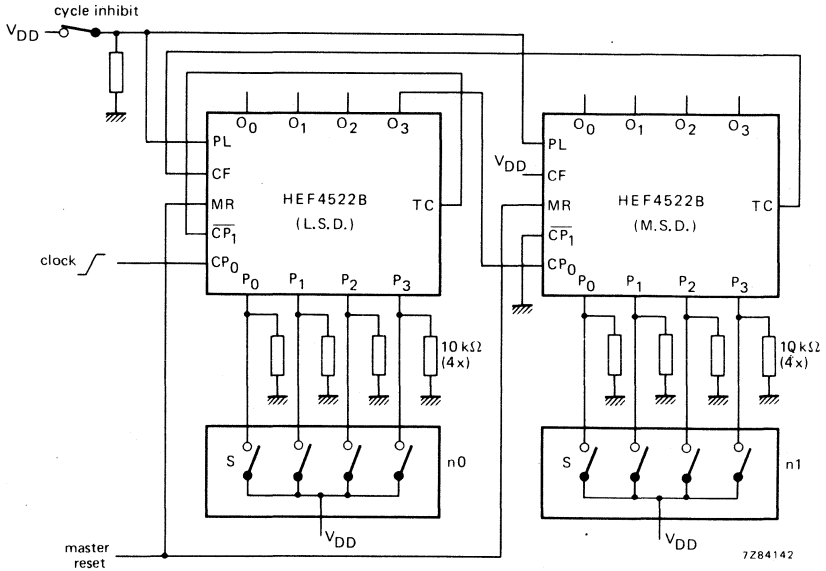 cycle inhibit
VDD
O0 O1 O2 O3
PL
CF
MR
CP1
CP0
HEF4522B
(L.S.D.)
TC
P0 P1 P2 P3
clock
10 kΩ
(4x)
S
n0
VDD
O0 O1 O2 O3
PL
VDD
CF
MR
CP1
CP0
HEF4522B
(M.S.D.)
TC
P0 P1 P2 P3
10 kΩ
(4x)
S
n1
VDD
master
reset
7Z84142